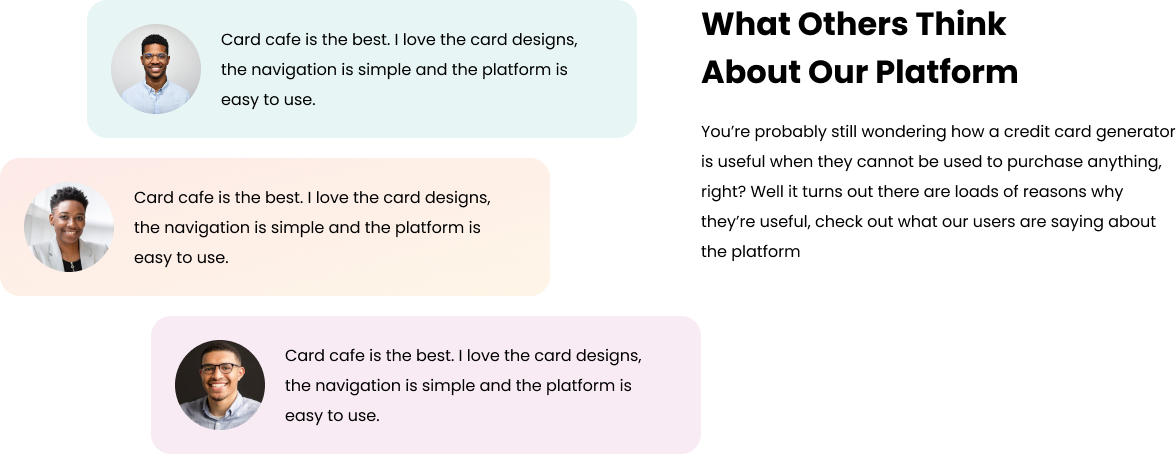 Card cafe is the best. I love the card designs,
the navigation is simple and the platform is
easy to use.
Card cafe is the best. I love the card designs,
the navigation is simple and the platform is
easy to use.
Card cafe is the best. I love the card designs,
the navigation is simple and the platform is
easy to use.
What Others Think
About Our Platform
You’re probably still wondering how a credit card generator
is useful when they cannot be used to purchase anything,
right? Well it turns out there are loads of reasons why
they’re useful, check out what our users are saying about
the platform